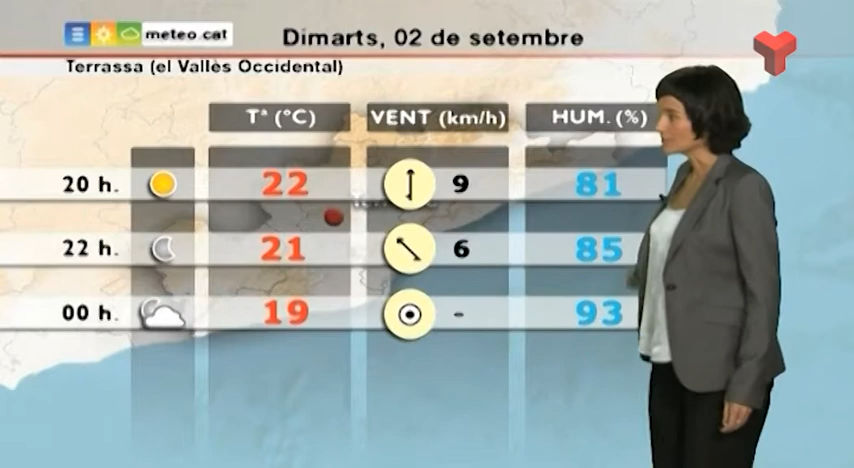 meteo.cat
Dimarts, 02 de setembre
Terrassa (el Vallès Occidental)
Tª (ºC) VENT (km/h) HUM. (%)
20 h. 22 9 81
22 h. 21 6 85
00 h. 19 - 93